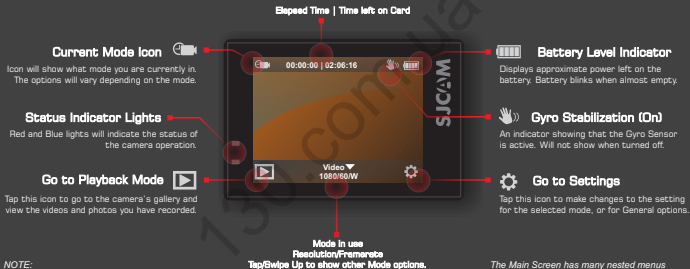 Elapsed Time | Time left on Card
Current Mode Icon
Icon will show what mode you are currently in.
The options will vary depending on the mode.
Status Indicator Lights
Red and Blue lights will indicate the status of
the camera operation.
Go to Playback Mode
Tap this icon to go to the camera's gallery and
view the videos and photos you have recorded.
00:00:00 | 02:06:16
SJCAM
Video
1080/60/W
Battery Level Indicator
Displays approximate power left on the
battery. Battery blinks when almost empty.
Gyro Stabilization (On)
An indicator showing that the Gyro Sensor
is active. Will not show when turned off.
Go to Settings
Tap this icon to make changes to the setting
for the selected mode, or for General options.
Mode in use
Resolution/Framerate
Tap/Swipe Up to show other Mode options.
NOTE:
The Main Screen has many nested menus
130.com.ua